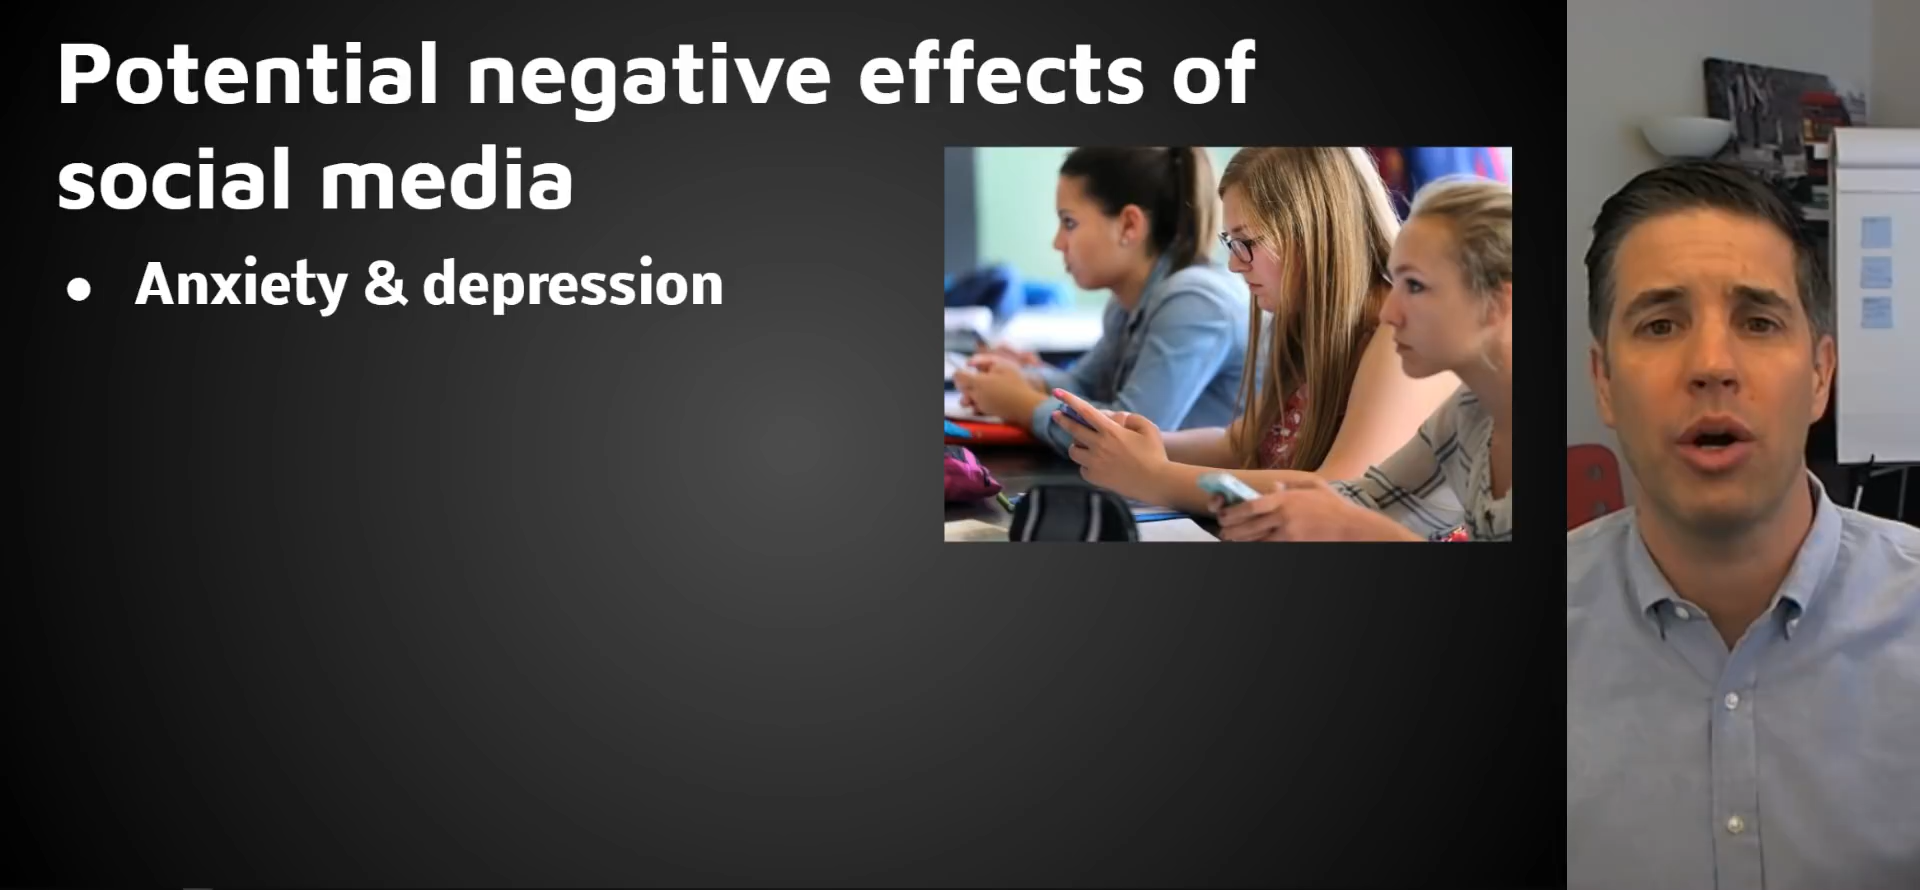 Potential negative effects of
social media
● Anxiety & depression